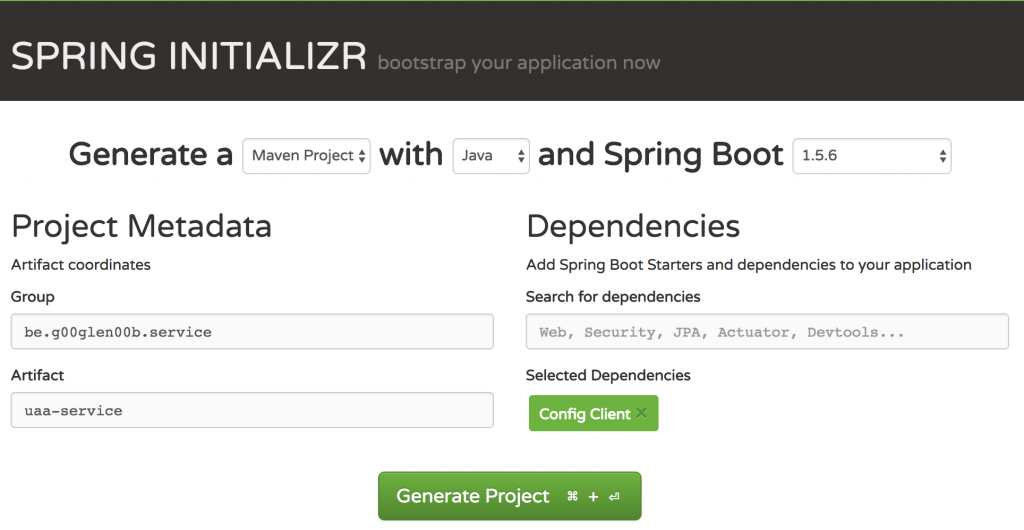 SPRING INITIALIZR bootstrap your application now
Generate a Maven Project with Java and Spring Boot 1.5.6
Project Metadata
Artifact coordinates
Group
be.g00glen00b.service
Artifact
uaa-service
Dependencies
Add Spring Boot Starters and dependencies to your application
Search for dependencies
Web, Security, JPA, Actuator, Devtools...
Selected Dependencies
Config Client ×
Generate Project ⌘ + ⏎